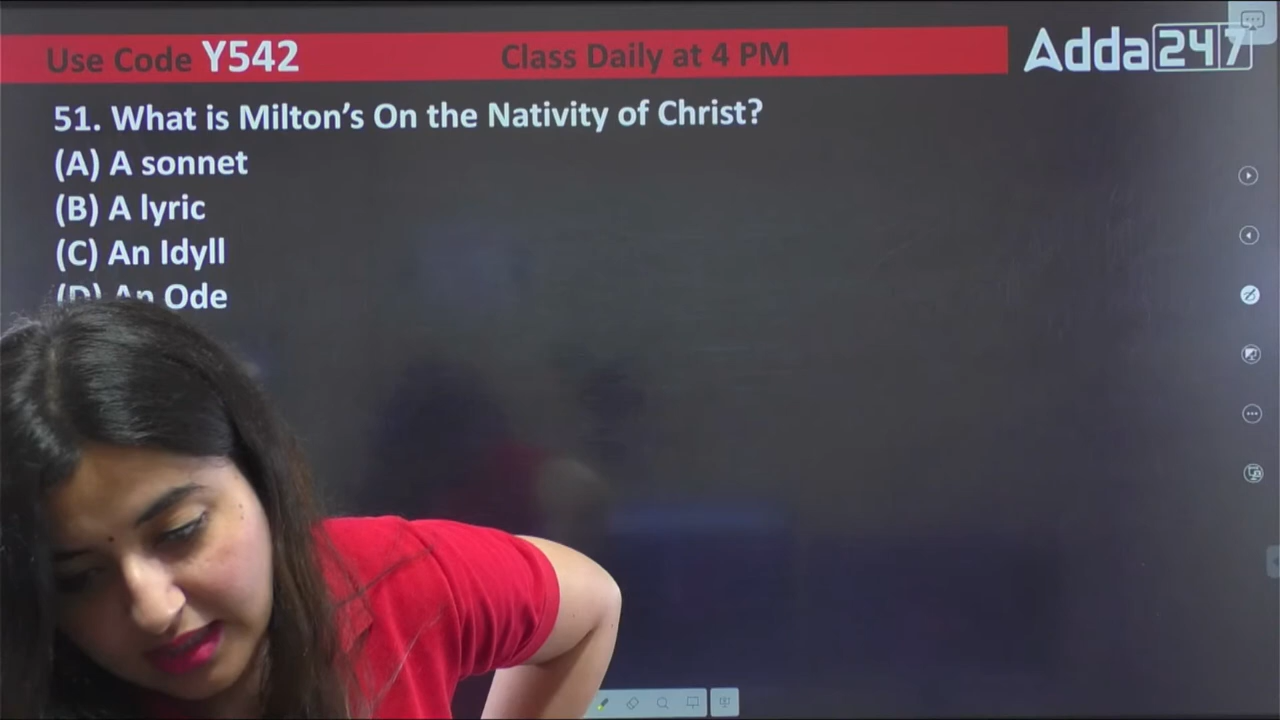 Use Code Y542 Class Daily at 4 PM
Adda247
51. What is Milton's On the Nativity of Christ?
(A) A sonnet
(B) A lyric
(C) An Idyll
(D) An Ode